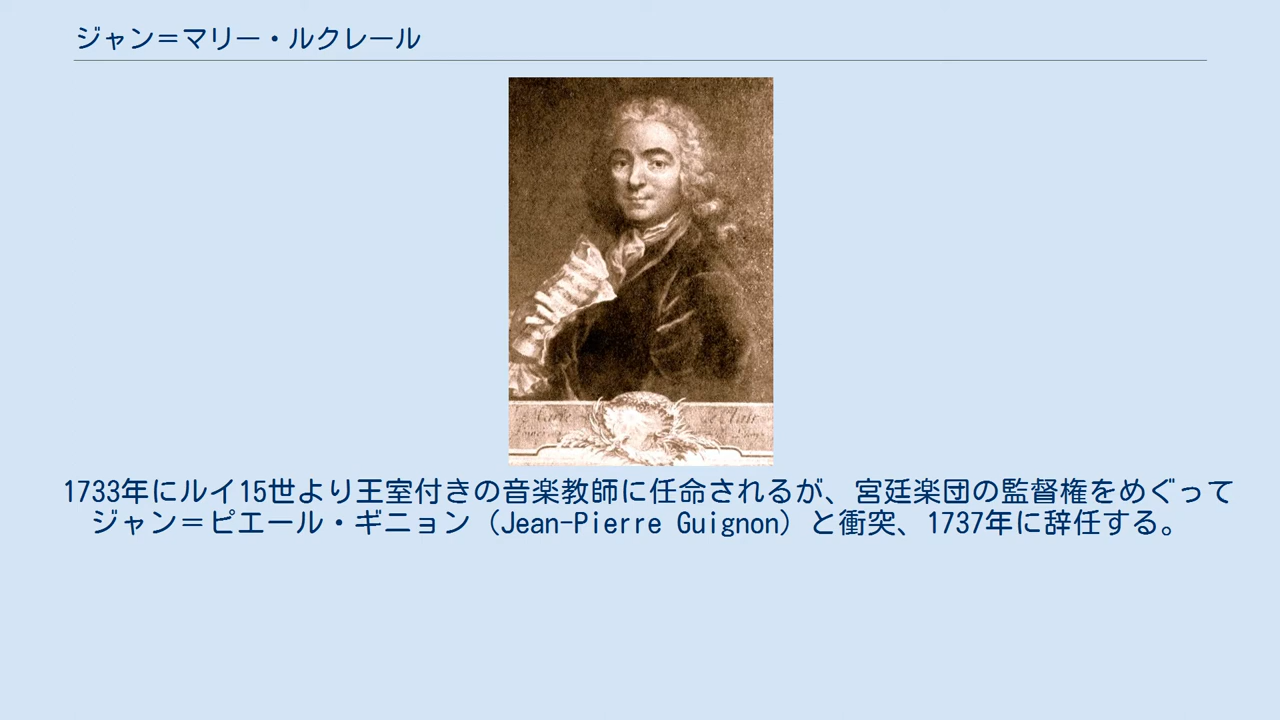 ジャン＝マリー・ルクレール
1733年にルイ15世より王室付きの音楽教師に任命されるが、宮廷楽団の監督権をめぐって
ジャン＝ピエール・ギニョン（Jean-Pierre Guignon）と衝突、1737年に辞任する。